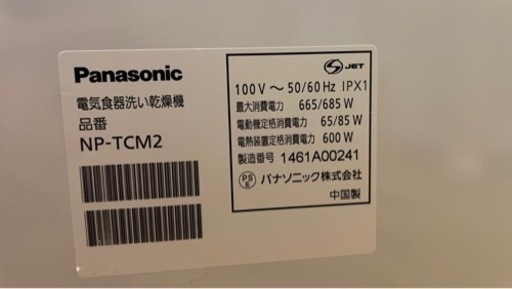 Panasonic
電気食器洗い乾燥機
品番
NP-TCM2
S JET
100V～50/60Hz IPX1
最大消費電力 665/685W
電動機定格消費電力 65/85W
電熱装置定格消費電力 600W
製造番号 1461A00241
PSE パナソニック株式会社
中国製